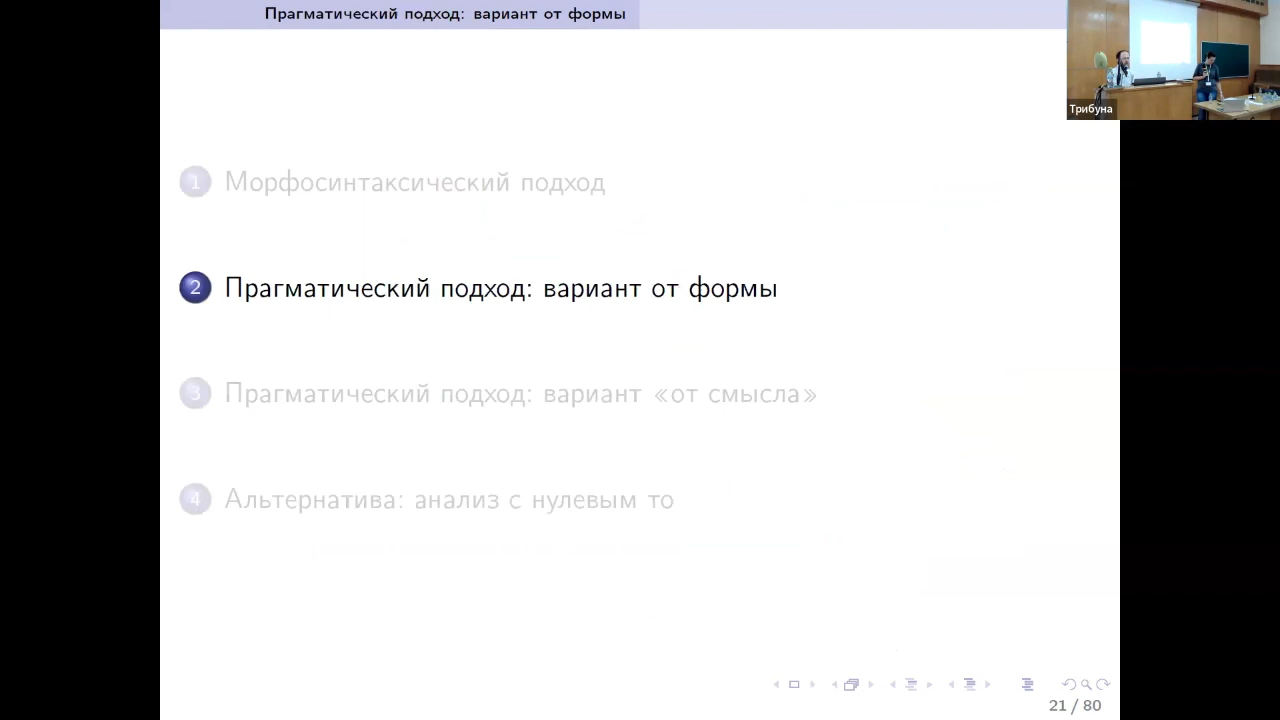 Прагматический подход: вариант от формы
Трибуна
1 Морфосинтаксический подход
2 Прагматический подход: вариант от формы
3 Прагматический подход: вариант «от смысла»
4 Альтернатива: анализ с нулевым то
21 / 80